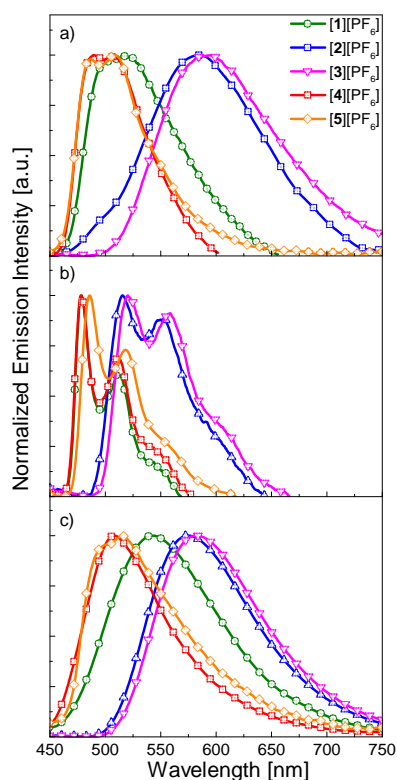 a)
[1][PF₆]
[2][PF₆]
[3][PF₆]
[4][PF₆]
[5][PF₆]
b)
c)
Normalized Emission Intensity [a.u.]
450 500 550 600 650 700 750
Wavelength [nm]